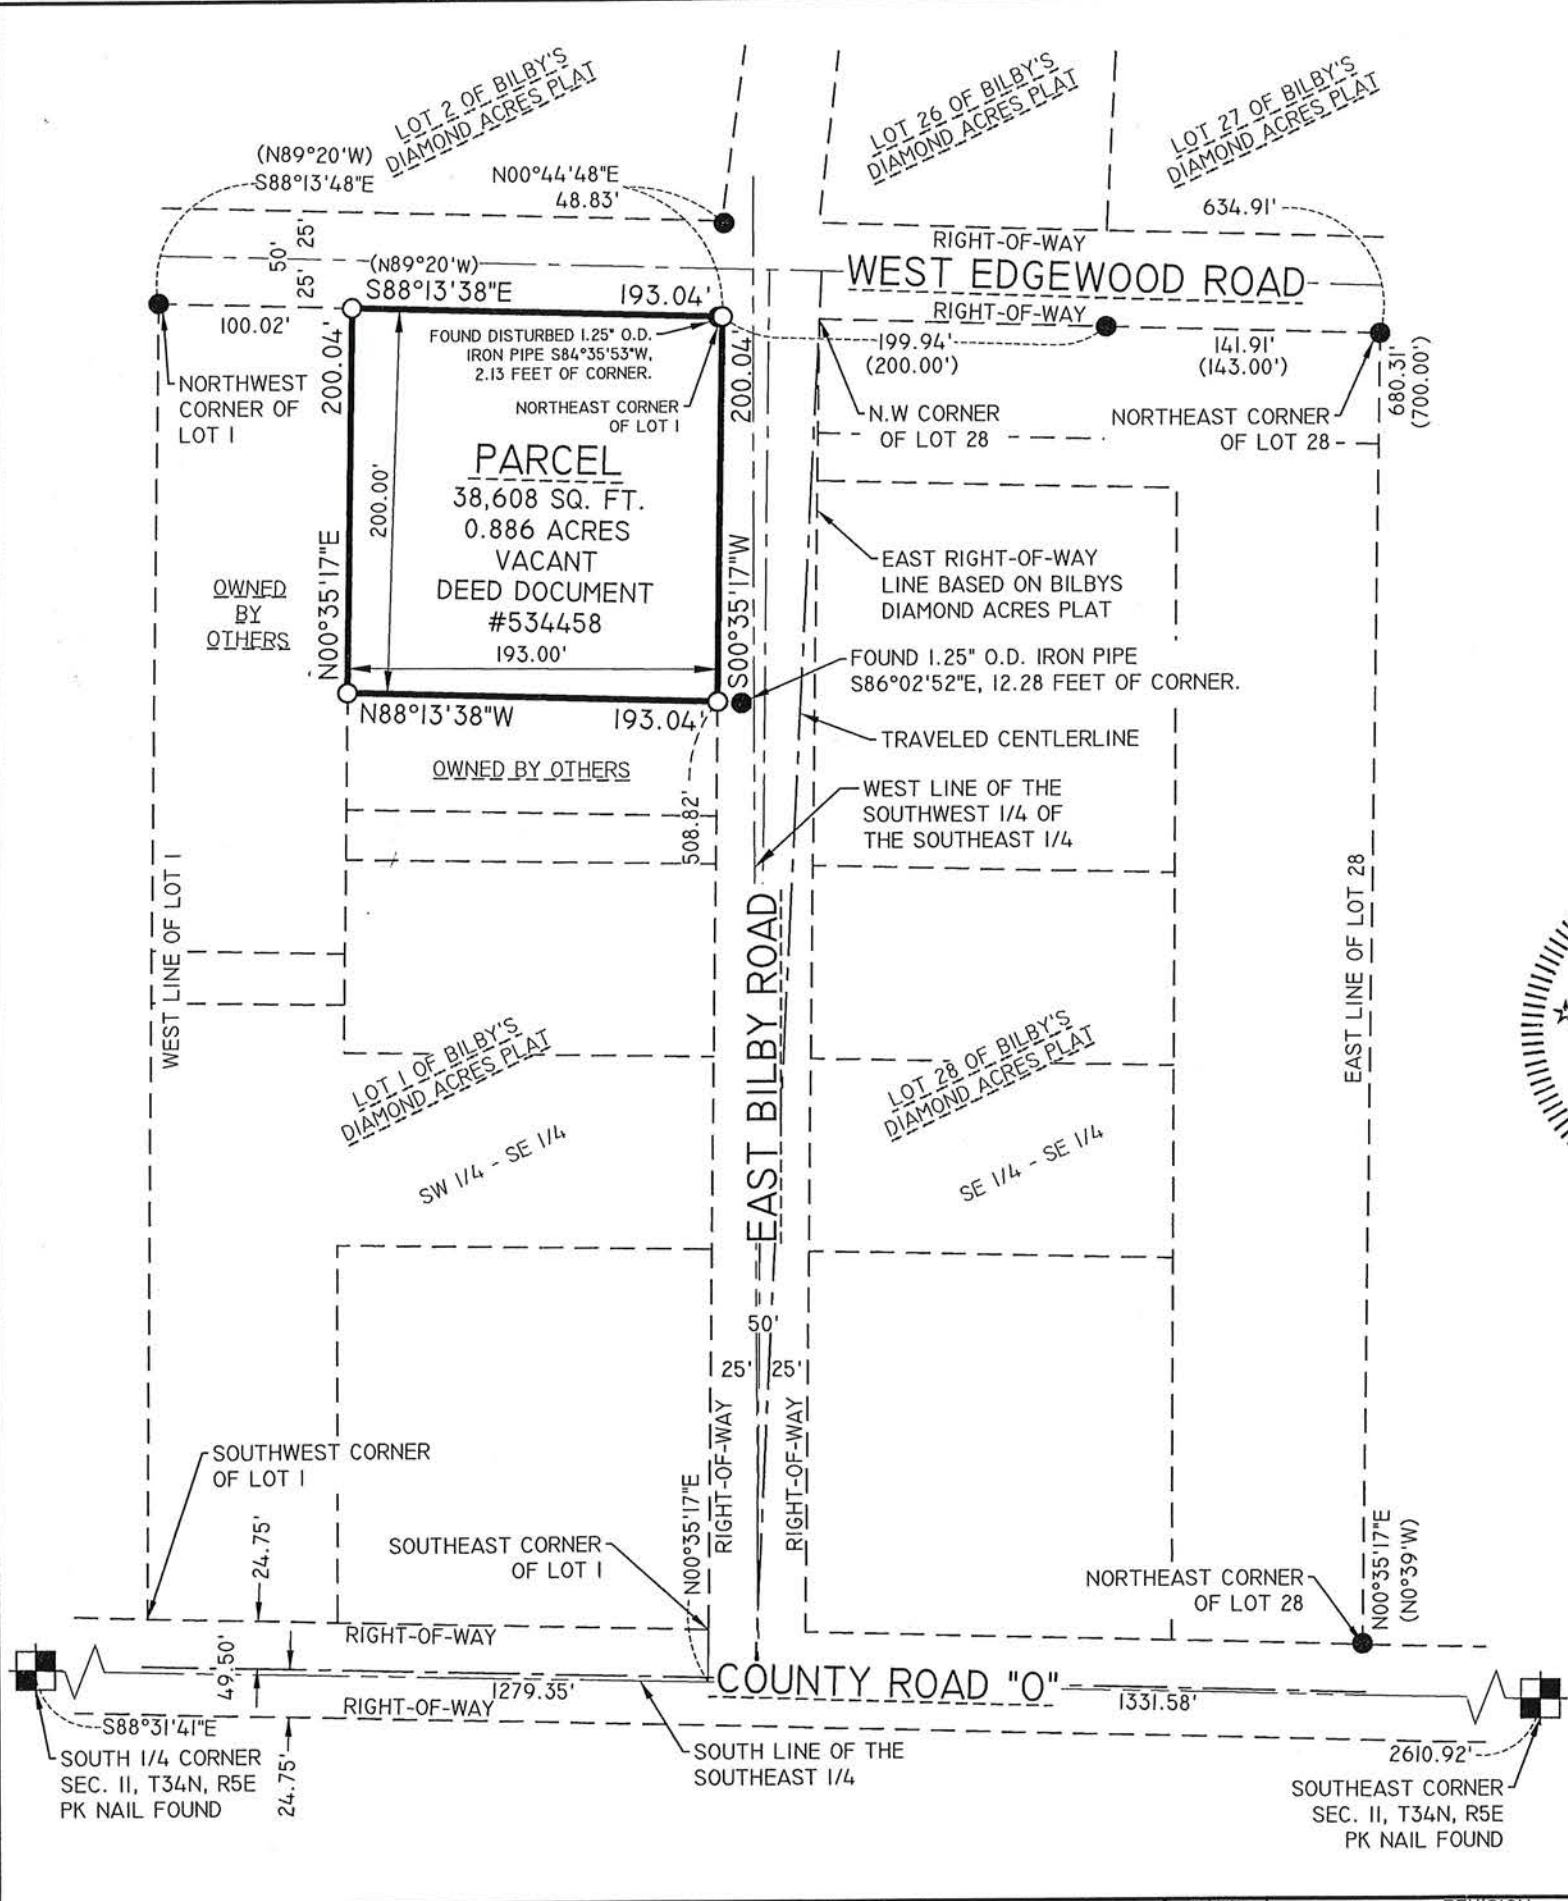 LOT 2 OF BILBY'S
DIAMOND ACRES PLAT
LOT 26 OF BILBY'S
DIAMOND ACRES PLAT
LOT 27 OF BILBY'S
DIAMOND ACRES PLAT
(N89°20'W)
S88°13'48"E
N00°44'48"E
48.83'
634.91'
25'
50'
25'
(N89°20'W)
S88°13'38"E
193.04'
RIGHT-OF-WAY
WEST EDGEWOOD ROAD
RIGHT-OF-WAY
100.02'
199.94'
(200.00')
141.91'
(143.00')
680.31'
(700.00')
NORTHWEST
CORNER OF
LOT 1
200.04'
FOUND DISTURBED 1.25" O.D.
IRON PIPE S84°35'53"W,
2.13 FEET OF CORNER.
200.04'
NORTHEAST CORNER
OF LOT 1
N.W CORNER
OF LOT 28
NORTHEAST CORNER
OF LOT 28
PARCEL
38,608 SQ. FT.
0.886 ACRES
VACANT
DEED DOCUMENT
#534458
193.00'
200.00'
N00°35'17"E
S00°35'17"W
OWNED
BY
OTHERS
EAST RIGHT-OF-WAY
LINE BASED ON BILBYS
DIAMOND ACRES PLAT
FOUND 1.25" O.D. IRON PIPE
S86°02'52"E, 12.28 FEET OF CORNER.
N88°13'38"W
193.04'
TRAVELED CENTLERLINE
OWNED BY OTHERS
508.82'
WEST LINE OF THE
SOUTHWEST 1/4 OF
THE SOUTHEAST 1/4
WEST LINE OF LOT 1
EAST BILBY ROAD
EAST LINE OF LOT 28
LOT 1 OF BILBY'S
DIAMOND ACRES PLAT
LOT 28 OF BILBY'S
DIAMOND ACRES PLAT
SW 1/4 - SE 1/4
SE 1/4 - SE 1/4
50'
25'
25'
RIGHT-OF-WAY
RIGHT-OF-WAY
SOUTHWEST CORNER
OF LOT 1
24.75'
SOUTHEAST CORNER
OF LOT 1
N00°35'17"E
NORTHEAST CORNER
OF LOT 28
N00°35'17"E
(N0°39'W)
RIGHT-OF-WAY
49.50'
1279.35'
COUNTY ROAD "O"
1331.58'
RIGHT-OF-WAY
S88°31'41"E
SOUTH 1/4 CORNER
SEC. 11, T34N, R5E
PK NAIL FOUND
24.75'
SOUTH LINE OF THE
SOUTHEAST 1/4
2610.92'
SOUTHEAST CORNER
SEC. 11, T34N, R5E
PK NAIL FOUND